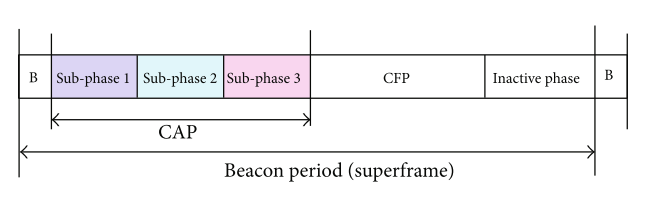 B Sub-phase 1 Sub-phase 2 Sub-phase 3 CFP Inactive phase B
CAP
Beacon period (superframe)